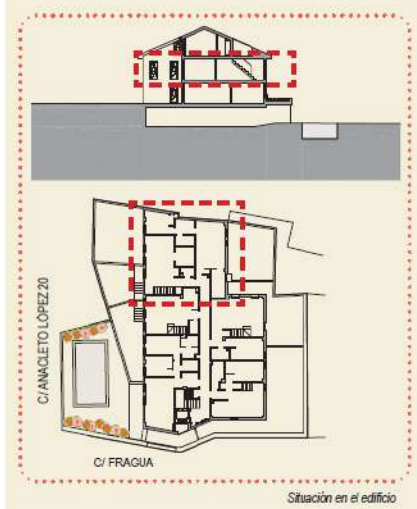 C/ ANACLETO LÓPEZ 20
C/ FRAGUA
Situación en el edificio